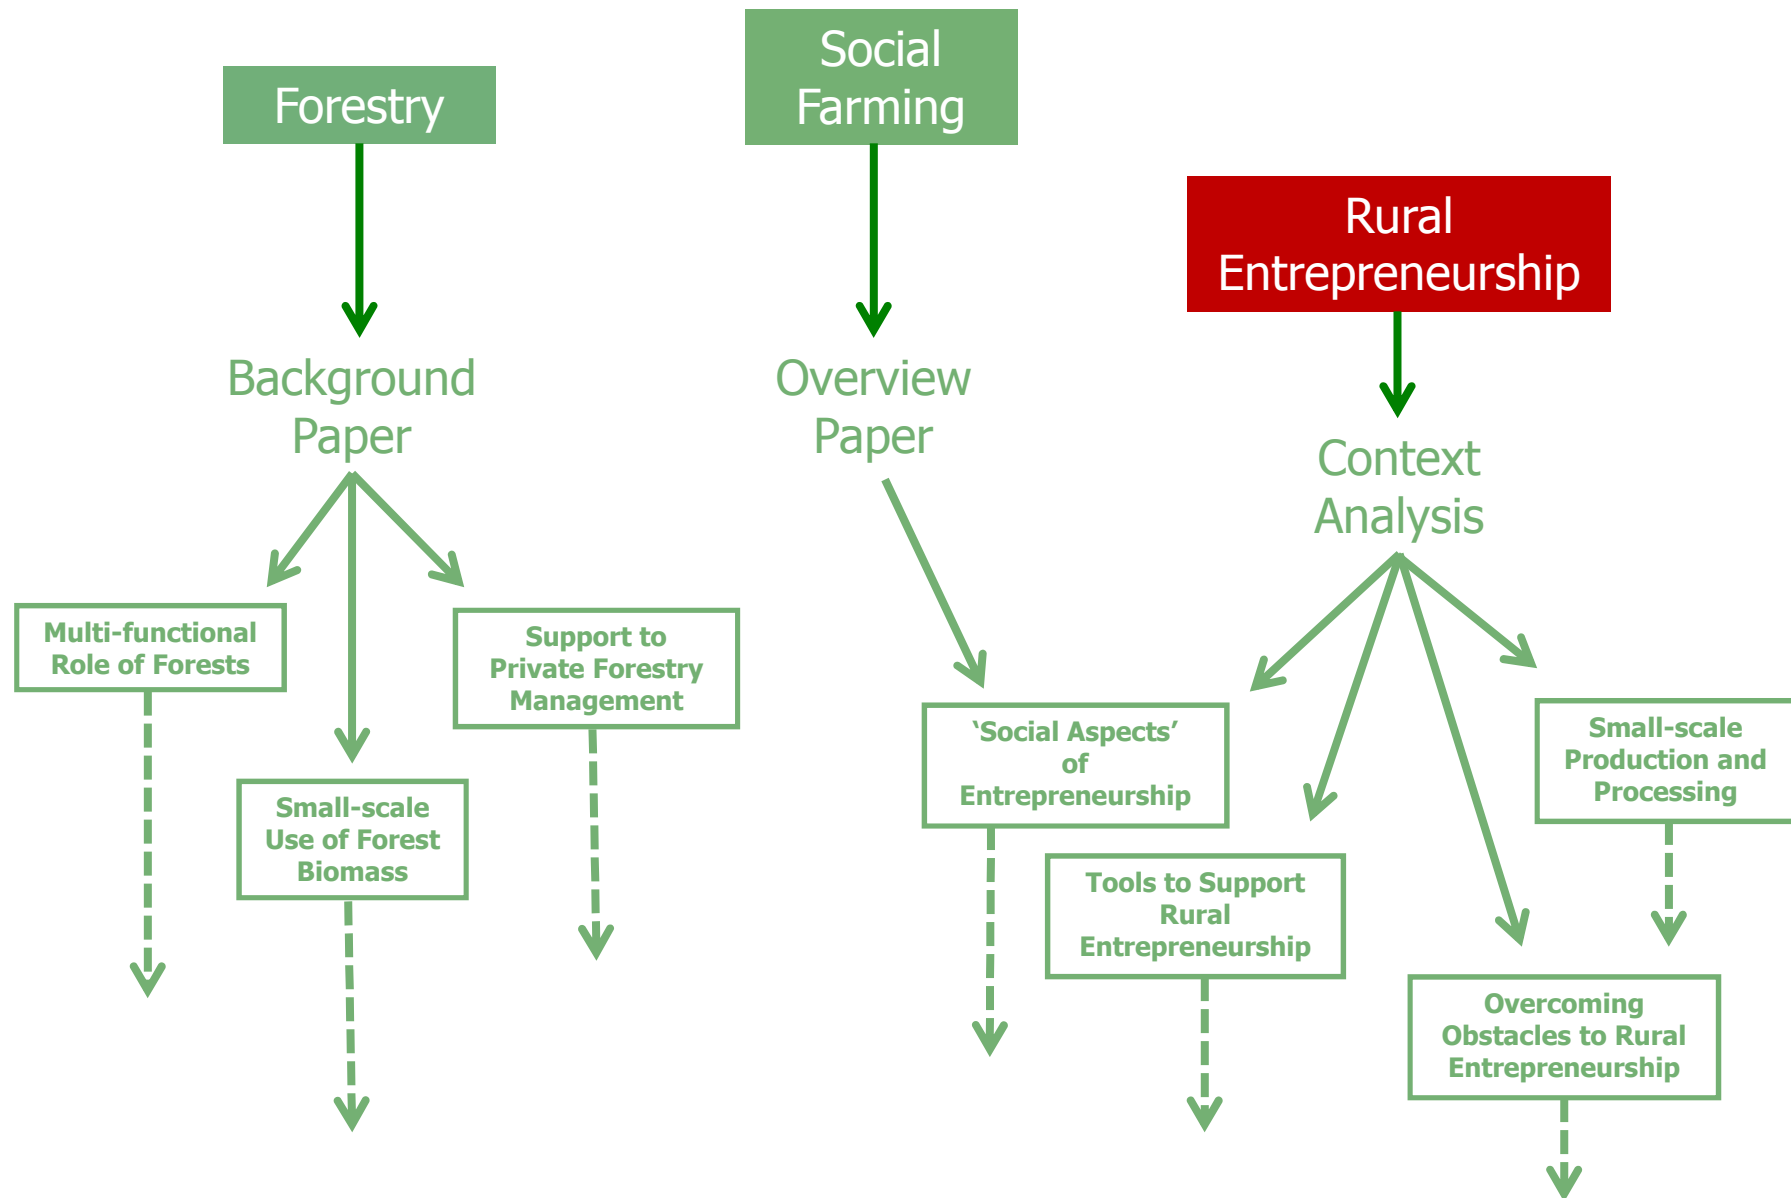 Forestry
Social
Farming
Rural
Entrepreneurship
Background
Paper
Overview
Paper
Context
Analysis
Multi-functional
Role of Forests
Support to
Private Forestry
Management
Small-scale
Use of Forest
Biomass
‘Social Aspects’
of
Entrepreneurship
Small-scale
Production and
Processing
Tools to Support
Rural
Entrepreneurship
Overcoming
Obstacles to Rural
Entrepreneurship